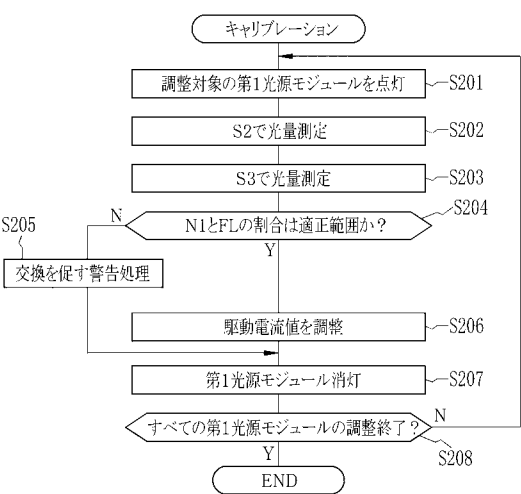 キャリブレーション
調整対象の第1光源モジュールを点灯
S201
S2で光量測定
S202
S3で光量測定
S203
S204
N1とFLの割合は適正範囲か?
N
Y
S205
交換を促す警告処理
駆動電流値を調整
S206
第1光源モジュール消灯
S207
すべての第1光源モジュールの調整終了?
N
S208
Y
END